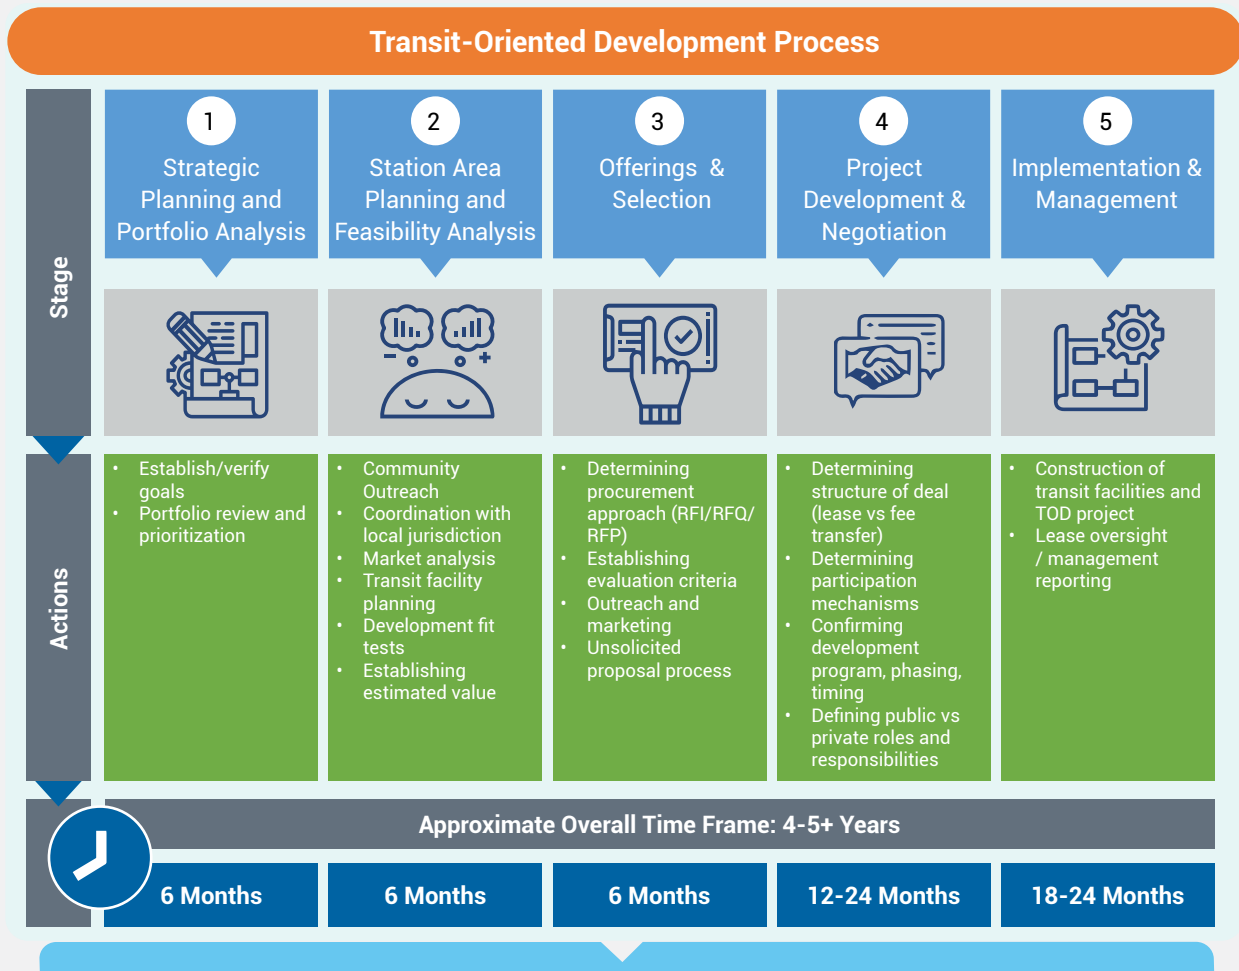 Transit-Oriented Development Process
Stage
1
Strategic
Planning and
Portfolio Analysis
2
Station Area
Planning and
Feasibility Analysis
3
Offerings &
Selection
4
Project
Development &
Negotiation
5
Implementation &
Management
Actions
• Establish/verify
goals
• Portfolio review and
prioritization
• Community
Outreach
• Coordination with
local jurisdiction
• Market analysis
• Transit facility
planning
• Development fit
tests
• Establishing
estimated value
• Determining
procurement
approach (RFI/RFQ/
RFP)
• Establishing
evaluation criteria
• Outreach and
marketing
• Unsolicited
proposal process
• Determining
structure of deal
(lease vs fee
transfer)
• Determining
participation
mechanisms
• Confirming
development
program, phasing,
timing
• Defining public vs
private roles and
responsibilities
• Construction of
transit facilities and
TOD project
• Lease oversight
/ management
reporting
Approximate Overall Time Frame: 4-5+ Years
6 Months
6 Months
6 Months
12-24 Months
18-24 Months